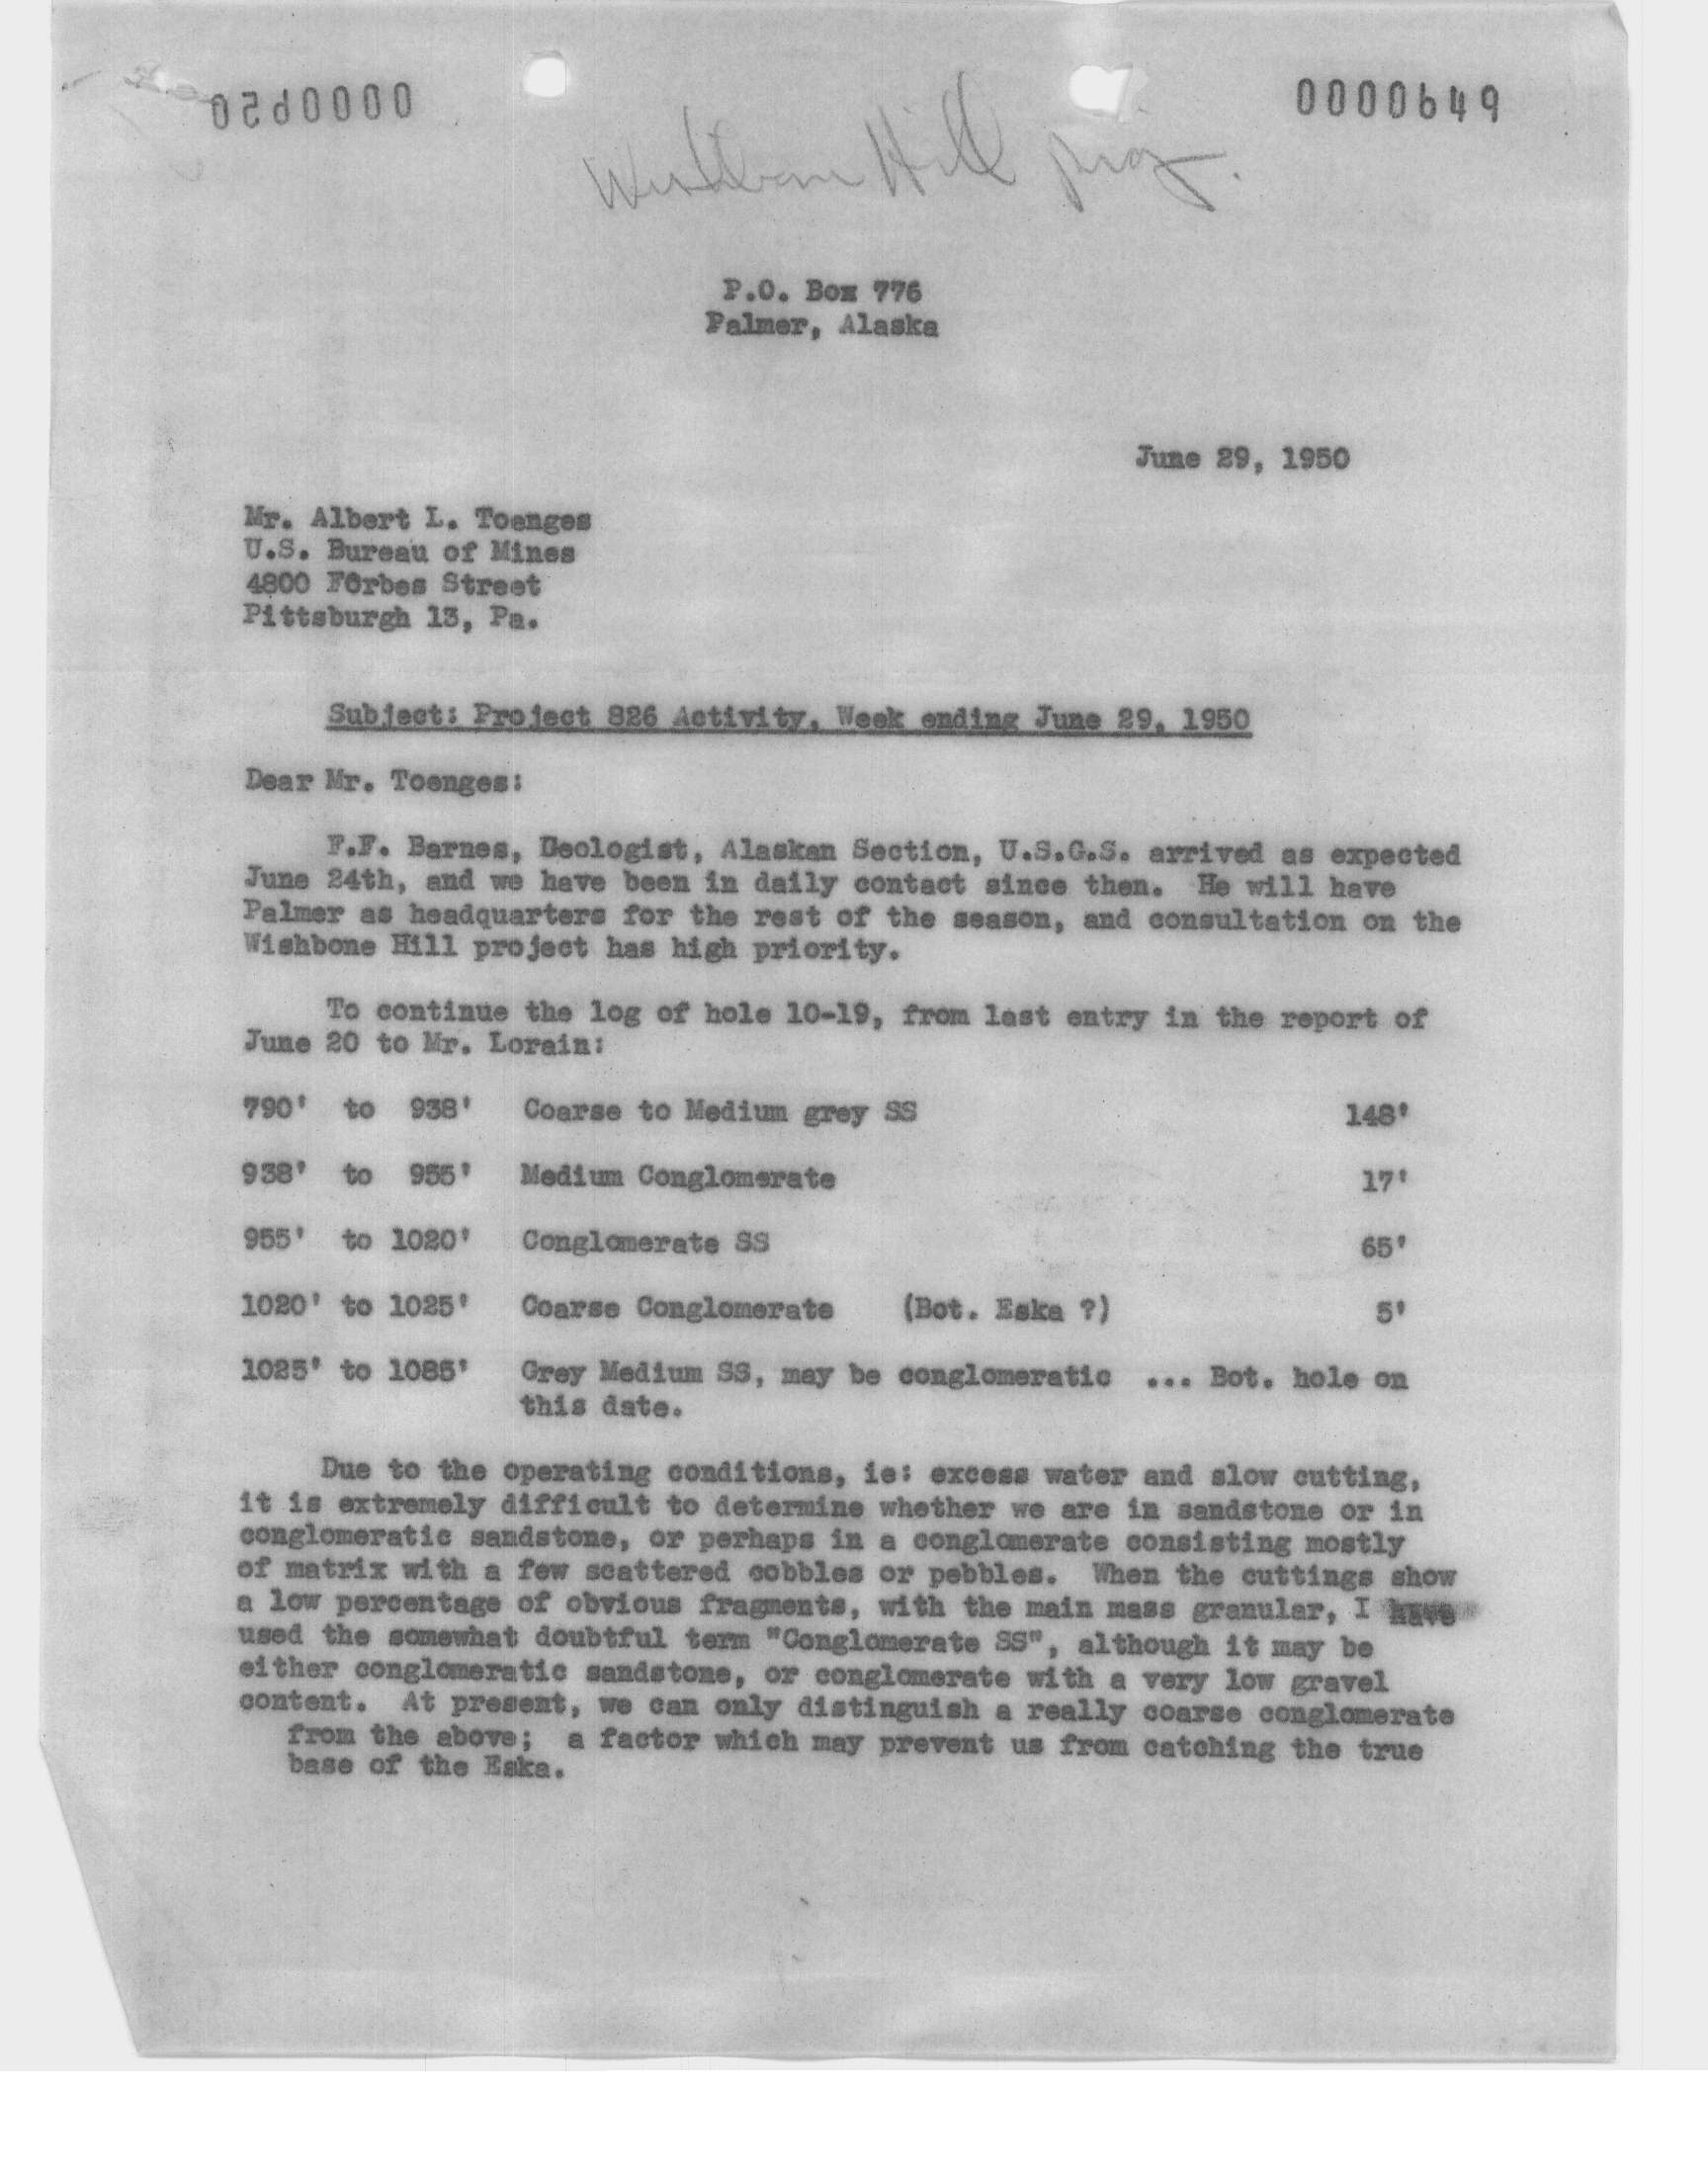 0000649
P.O. Box 776
Palmer, Alaska
June 29, 1950
Mr. Albert L. Toenges
U.S. Bureau of Mines
4800 FOrbes Street
Pittsburgh 13, Pa.
Subject: Project 826 Activity, Week ending June 29, 1950
Dear Mr. Toenges:
F.F. Barnes, Geologist, Alaskan Section, U.S.G.S. arrived as expected
June 24th, and we have been in daily contact since then. He will have
Palmer as headquarters for the rest of the season, and consultation on the
Wishbone Hill project has high priority.
To continue the log of hole 10-19, from last entry in the report of
June 20 to Mr. Lorain:
790' to 938' Coarse to Medium grey SS 148'
938' to 955' Medium Conglomerate 17'
955' to 1020' Conglomerate SS 65'
1020' to 1025' Coarse Conglomerate (Bot. Eska ?) 5'
1025' to 1085' Grey Medium SS, may be conglomeratic ... Bot. hole on
this date.
Due to the operating conditions, ie: excess water and slow cutting,
it is extremely difficult to determine whether we are in sandstone or in
conglomeratic sandstone, or perhaps in a conglomerate consisting mostly
of matrix with a few scattered cobbles or pebbles. When the cuttings show
a low percentage of obvious fragments, with the main mass granular, I have
used the somewhat doubtful term "Conglomerate SS", although it may be
either conglomeratic sandstone, or conglomerate with a very low gravel
content. At present, we can only distinguish a really coarse conglomerate
from the above; a factor which may prevent us from catching the true
base of the Eska.